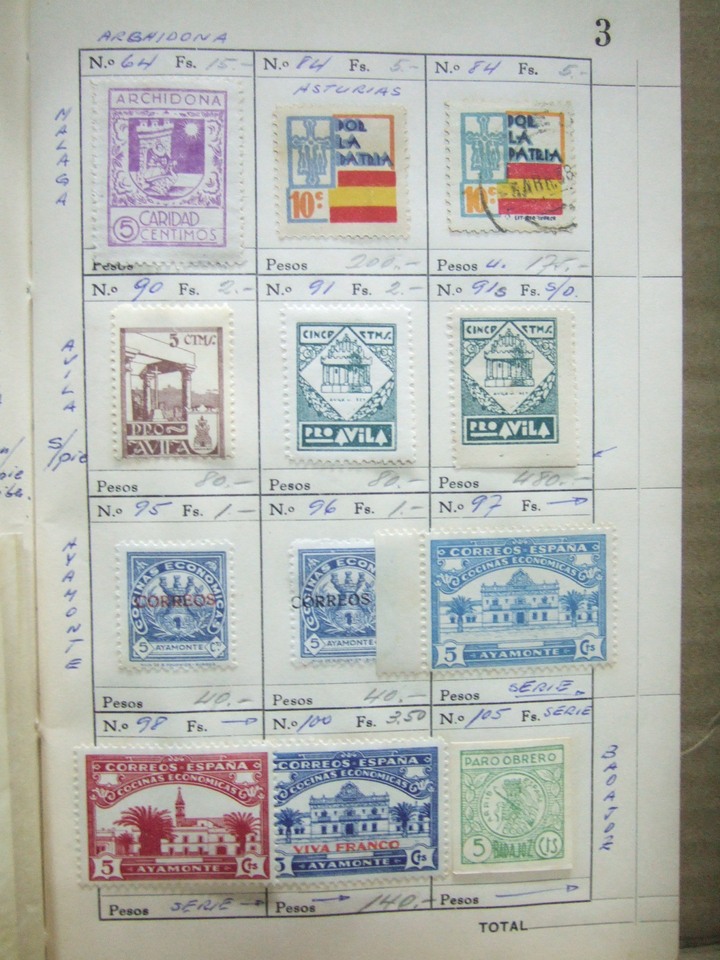 ARCHIDONA
3
N.º 64 Fs. 15.-
N.º 84 Fs. 5.-
N.º 84 Fs. 5.-
MALAGA
ASTURIAS
ARCHIDONA
5 CARIDAD
CENTIMOS
POR
LA
PATRIA
10c
POR
LA
PATRIA
10c
Pesos
Pesos 200.-
Pesos u. 175.-
N.º 90 Fs. 2.-
N.º 91 Fs. 2.-
N.º 91s Fs. S/D.
AVILA
5 CTMS.
PRO
AVILA
CINCO CTMS.
PRO AVILA
CINCO CTMS.
PRO AVILA
S/pie
Pesos 80.-
Pesos 80.-
Pesos 480.-
N.º 95 Fs. 1.-
N.º 96 Fs. 1.-
N.º 97 Fs. →
AYAMONTE
COCINAS ECONOMICAS
CORREOS
5 AYAMONTE Cts
COCINAS
CORREOS
5 AYAMONTE
CORREOS·ESPAÑA
COCINAS ECONOMICAS
5 Cts
AYAMONTE
Pesos 40.-
Pesos 40.-
Pesos SERIE
N.º 98 Fs. →
N.º 100 Fs. 3,50
N.º 105 Fs. SERIE
BADAJOZ
CORREOS·ESPAÑA
COCINAS ECONOMICAS
5 Cts
AYAMONTE
CORREOS·ESPAÑA
COCINAS ECONOMICAS
VIVA FRANCO
5 Cts
AYAMONTE
PARO OBRERO
5 BADAJOZ CTS
Pesos SERIE →
Pesos → 140.-
Pesos →
TOTAL